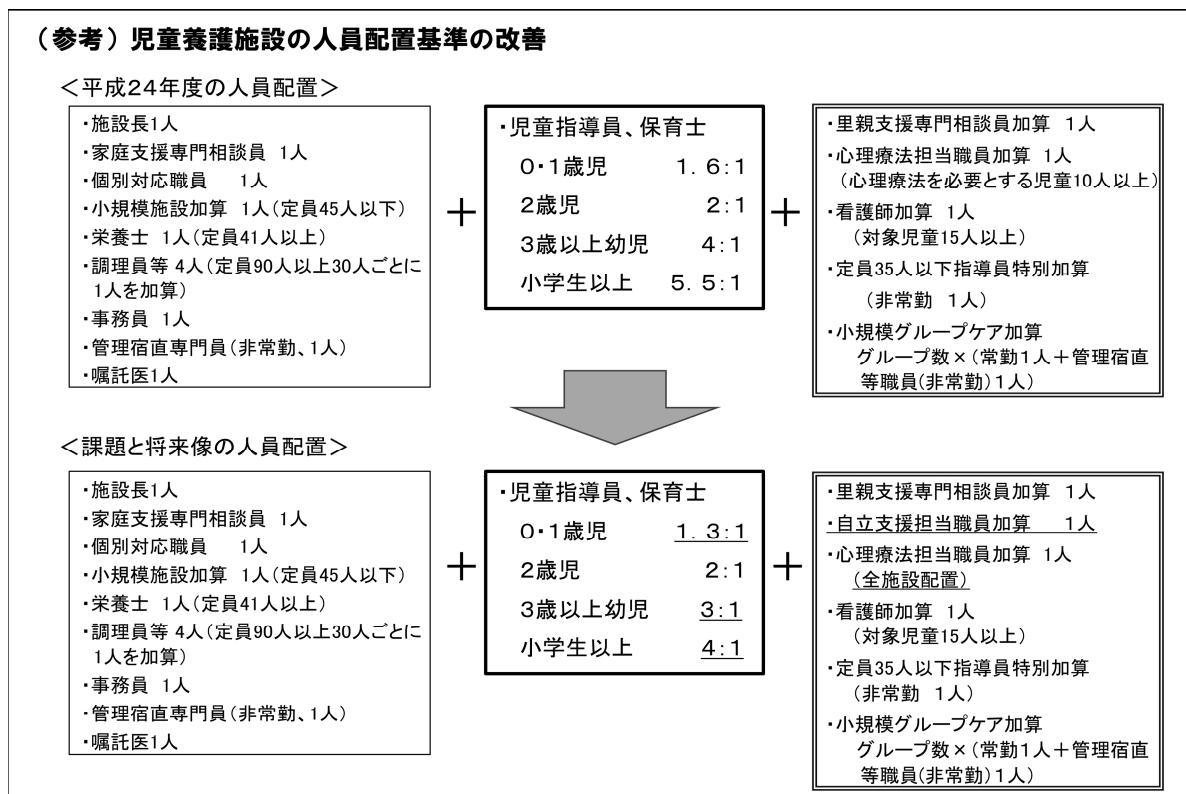 （参考）児童養護施設の人員配置基準の改善
＜平成２４年度の人員配置＞
・施設長1人
・家庭支援専門相談員 1人
・個別対応職員 1人
・小規模施設加算 1人（定員45人以下）
・栄養士 1人（定員41人以上）
・調理員等 4人（定員90人以上30人ごとに
1人を加算）
・事務員 1人
・管理宿直専門員（非常勤、1人）
・嘱託医1人
＋
・児童指導員、保育士
０・１歳児 １．６：１
２歳児 ２：１
３歳以上幼児 ４：１
小学生以上 ５．５：１
＋
・里親支援専門相談員加算 1人
・心理療法担当職員加算 1人
（心理療法を必要とする児童10人以上）
・看護師加算 1人
（対象児童15人以上）
・定員35人以下指導員特別加算
（非常勤 1人）
・小規模グループケア加算
グループ数×（常勤１人＋管理宿直
等職員（非常勤）１人）
＜課題と将来像の人員配置＞
・施設長1人
・家庭支援専門相談員 1人
・個別対応職員 1人
・小規模施設加算 1人（定員45人以下）
・栄養士 1人（定員41人以上）
・調理員等 4人（定員90人以上30人ごとに
1人を加算）
・事務員 1人
・管理宿直専門員（非常勤、1人）
・嘱託医1人
＋
・児童指導員、保育士
０・１歳児 １．３：１
２歳児 ２：１
３歳以上幼児 ３：１
小学生以上 ４：１
＋
・里親支援専門相談員加算 1人
・自立支援担当職員加算 1人
・心理療法担当職員加算 1人
（全施設配置）
・看護師加算 1人
（対象児童15人以上）
・定員35人以下指導員特別加算
（非常勤 1人）
・小規模グループケア加算
グループ数×（常勤１人＋管理宿直
等職員（非常勤）１人）